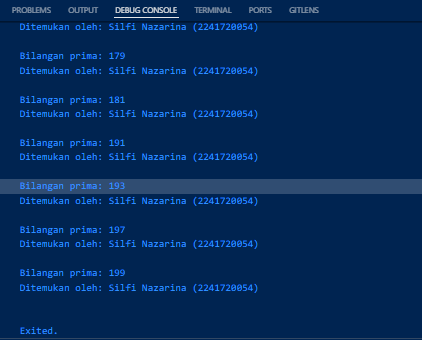 PROBLEMS OUTPUT DEBUG CONSOLE TERMINAL PORTS GITLENS
Ditemukan oleh: Silfi Nazarina (2241720054)
Bilangan prima: 179
Ditemukan oleh: Silfi Nazarina (2241720054)
Bilangan prima: 181
Ditemukan oleh: Silfi Nazarina (2241720054)
Bilangan prima: 191
Ditemukan oleh: Silfi Nazarina (2241720054)
Bilangan prima: 193
Ditemukan oleh: Silfi Nazarina (2241720054)
Bilangan prima: 197
Ditemukan oleh: Silfi Nazarina (2241720054)
Bilangan prima: 199
Ditemukan oleh: Silfi Nazarina (2241720054)
Exited.